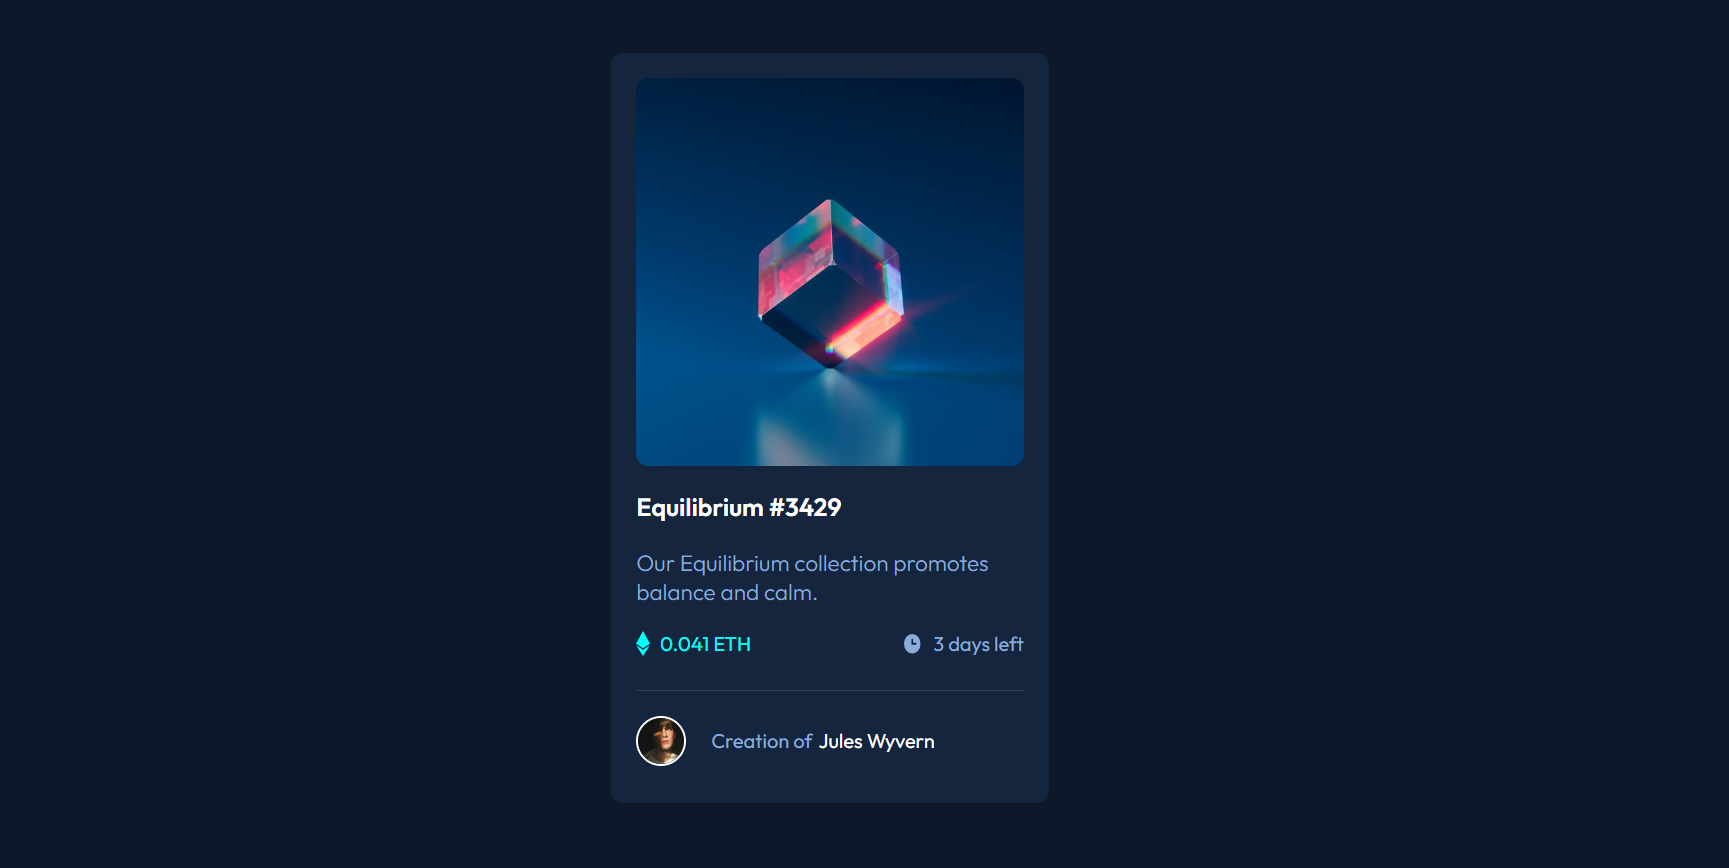 Equilibrium #3429
Our Equilibrium collection promotes
balance and calm.
0.041 ETH
3 days left
Creation of Jules Wyvern